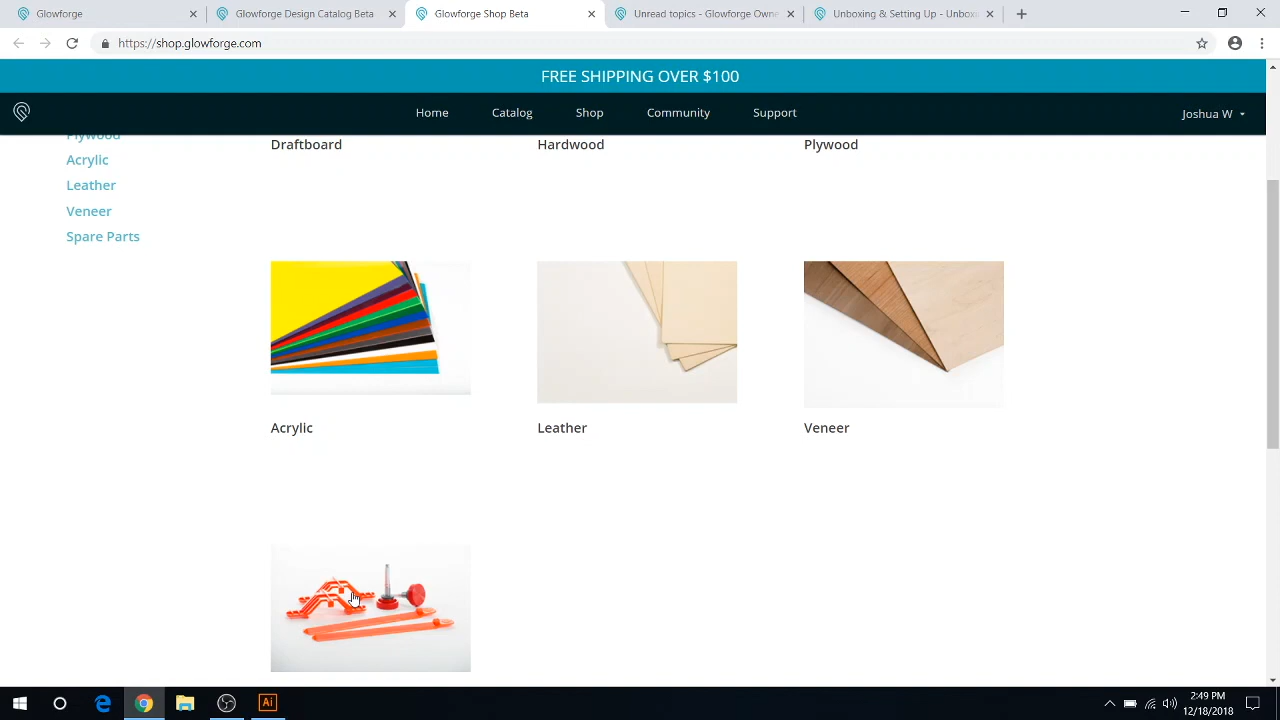 Glowforge
Glowforge Design Catalog Beta
Glowforge Shop Beta
Unread topics - Glowforge Owne
Unboxing & Setting Up - Unbox
https://shop.glowforge.com
FREE SHIPPING OVER $100
Home Catalog Shop Community Support
Joshua W
Plywood
Acrylic
Leather
Veneer
Spare Parts
Draftboard
Hardwood
Plywood
Acrylic
Leather
Veneer
Ai
2:49 PM
12/18/2018